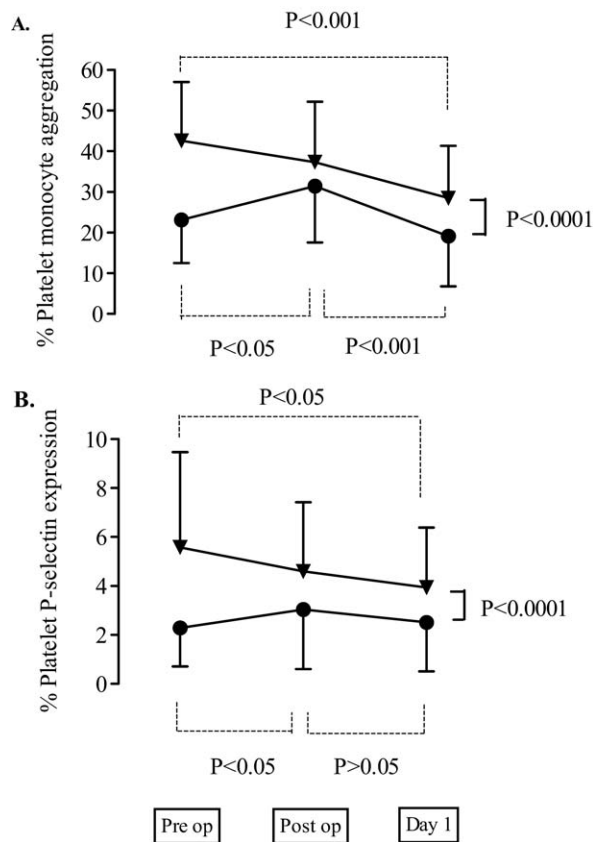 A.
P<0.001
% Platelet monocyte aggregation
60
50
40
30
20
10
0
P<0.0001
P<0.05
P<0.001
B.
P<0.05
% Platelet P-selectin expression
10
8
6
4
2
0
P<0.0001
P<0.05
P>0.05
Pre op
Post op
Day 1